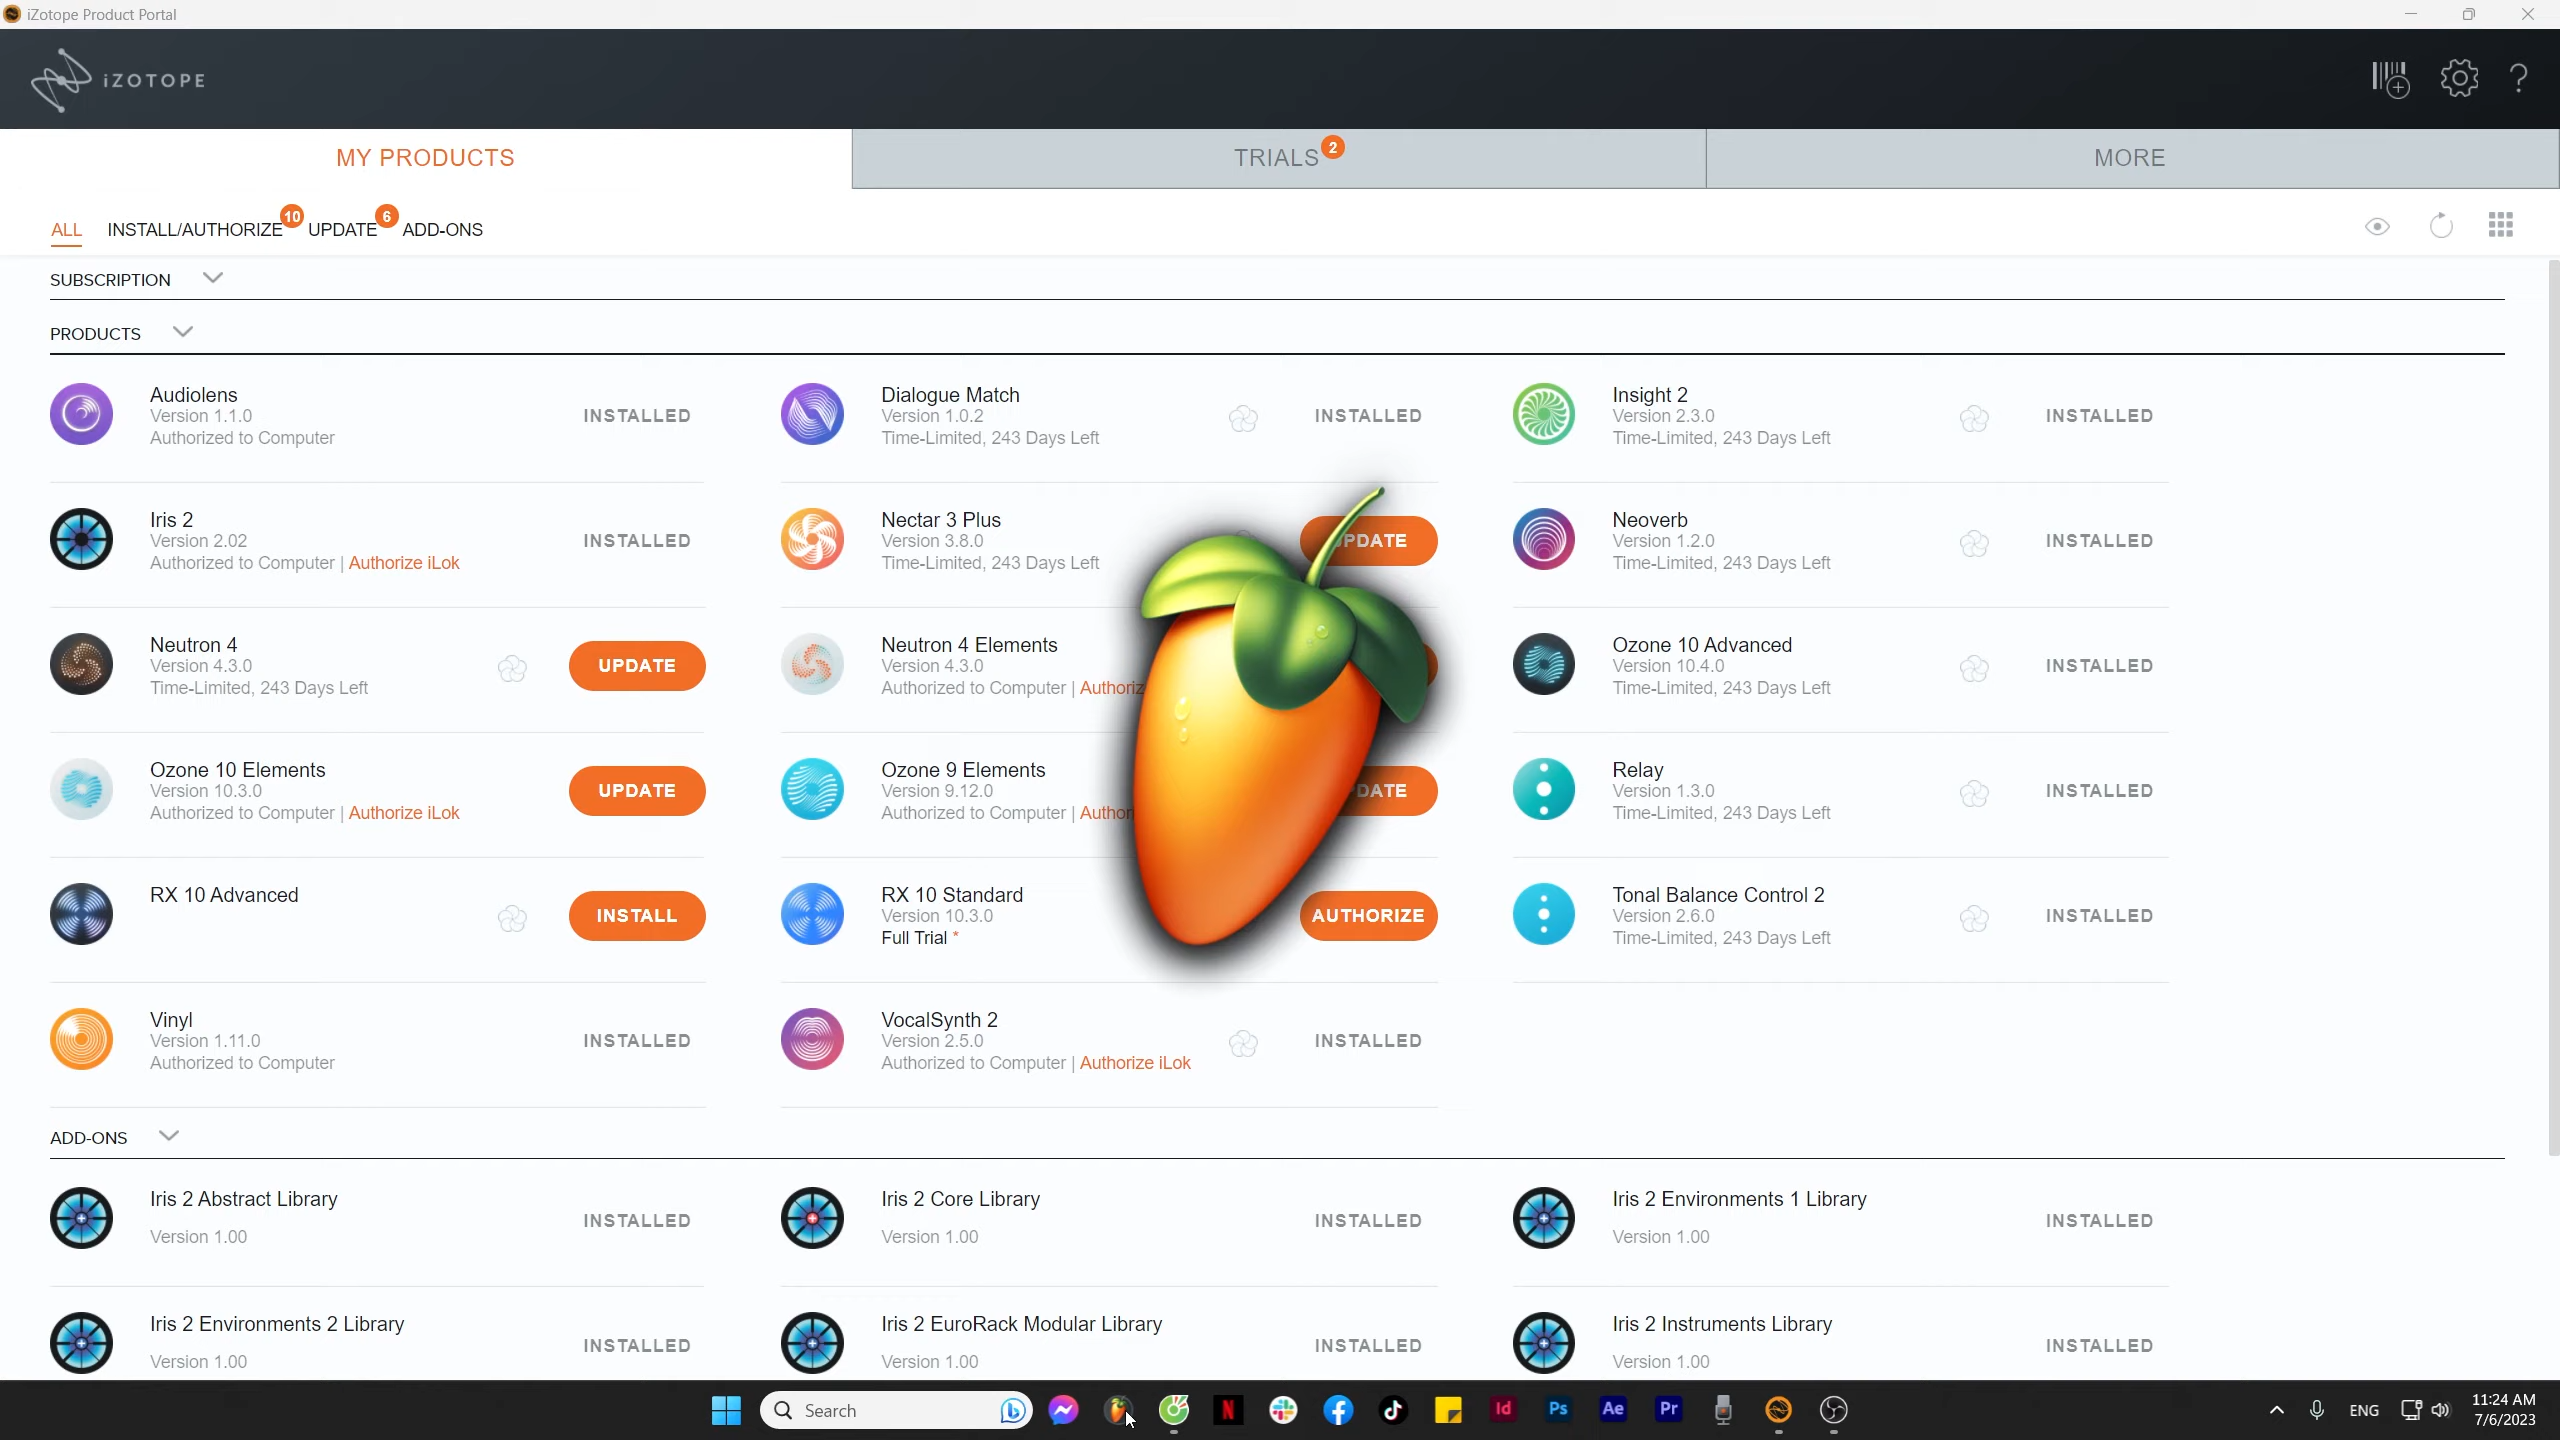 iZotope Product Portal
iZOTOPE
MY PRODUCTS
TRIALS 2
MORE
ALL INSTALL/AUTHORIZE 10 UPDATE 6 ADD-ONS
SUBSCRIPTION
PRODUCTS
Audiolens
Version 1.1.0
Authorized to Computer
INSTALLED
Dialogue Match
Version 1.0.2
Time-Limited, 243 Days Left
INSTALLED
Insight 2
Version 2.3.0
Time-Limited, 243 Days Left
INSTALLED
Iris 2
Version 2.02
Authorized to Computer | Authorize iLok
INSTALLED
Nectar 3 Plus
Version 3.8.0
Time-Limited, 243 Days Left
PDATE
Neoverb
Version 1.2.0
Time-Limited, 243 Days Left
INSTALLED
Neutron 4
Version 4.3.0
Time-Limited, 243 Days Left
UPDATE
Neutron 4 Elements
Version 4.3.0
Authorized to Computer | Authoriz
Ozone 10 Advanced
Version 10.4.0
Time-Limited, 243 Days Left
INSTALLED
Ozone 10 Elements
Version 10.3.0
Authorized to Computer | Authorize iLok
UPDATE
Ozone 9 Elements
Version 9.12.0
Authorized to Computer | Author
DATE
Relay
Version 1.3.0
Time-Limited, 243 Days Left
INSTALLED
RX 10 Advanced
INSTALL
RX 10 Standard
Version 10.3.0
Full Trial *
AUTHORIZE
Tonal Balance Control 2
Version 2.6.0
Time-Limited, 243 Days Left
INSTALLED
Vinyl
Version 1.11.0
Authorized to Computer
INSTALLED
VocalSynth 2
Version 2.5.0
Authorized to Computer | Authorize iLok
INSTALLED
ADD-ONS
Iris 2 Abstract Library
Version 1.00
INSTALLED
Iris 2 Core Library
Version 1.00
INSTALLED
Iris 2 Environments 1 Library
Version 1.00
INSTALLED
Iris 2 Environments 2 Library
Version 1.00
INSTALLED
Iris 2 EuroRack Modular Library
Version 1.00
INSTALLED
Iris 2 Instruments Library
Version 1.00
INSTALLED
Search
N
Id
Ps
Ae
Pr
ENG
11:24 AM
7/6/2023